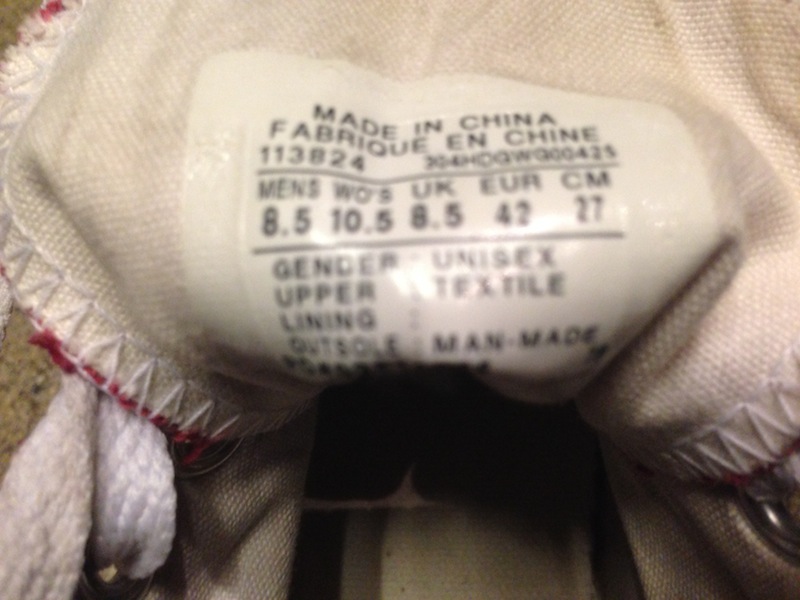 MADE IN CHINA
FABRIQUE EN CHINE
113824 304HDQWQ00425
MENS WO'S UK EUR CM
8.5 10.5 8.5 42 27
GENDER : UNISEX
UPPER : TEXTILE
LINING :
OUTSOLE : MAN-MADE